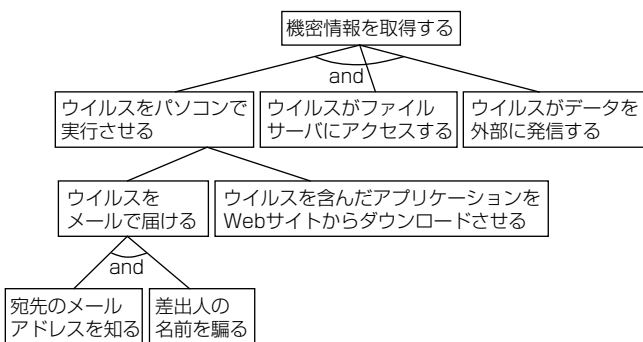 機密情報を取得する
and
ウイルスをパソコンで
実行させる
ウイルスがファイル
サーバにアクセスする
ウイルスがデータを
外部に発信する
ウイルスを
メールで届ける
ウイルスを含んだアプリケーションを
Webサイトからダウンロードさせる
and
宛先のメール
アドレスを知る
差出人の
名前を騙る